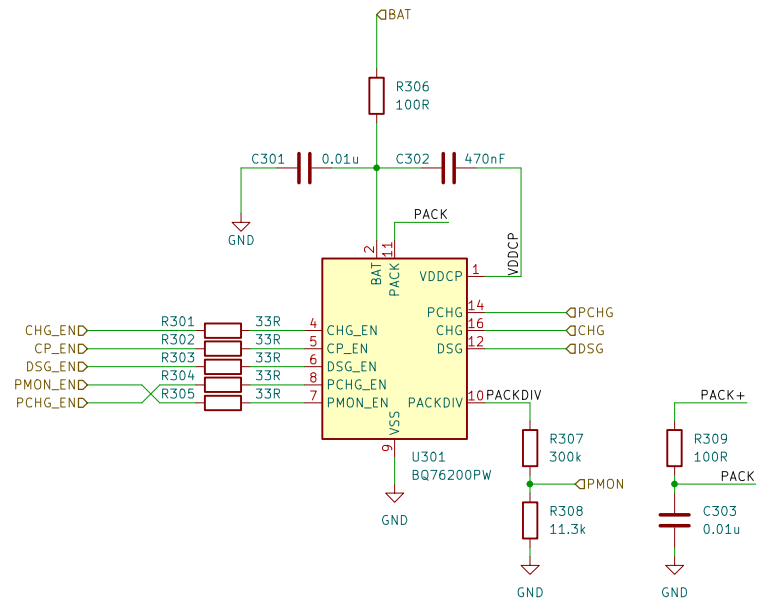 BAT
R306
100R
C301
0.01u
C302
470nF
PACK
GND
VDDCP
2
11
BAT
PACK
VDDCP
1
PCHG
14
PCHG
CHG
16
CHG
DSG
12
DSG
CHG_EN
R301
33R
4
CHG_EN
CP_EN
R302
33R
5
CP_EN
DSG_EN
R303
33R
6
DSG_EN
PMON_EN
R304
33R
8
PCHG_EN
PCHG_EN
R305
33R
7
PMON_EN
PACKDIV
10
PACKDIV
VSS
9
U301
BQ76200PW
GND
R307
300k
PMON
R308
11.3k
GND
PACK+
R309
100R
PACK
C303
0.01u
GND